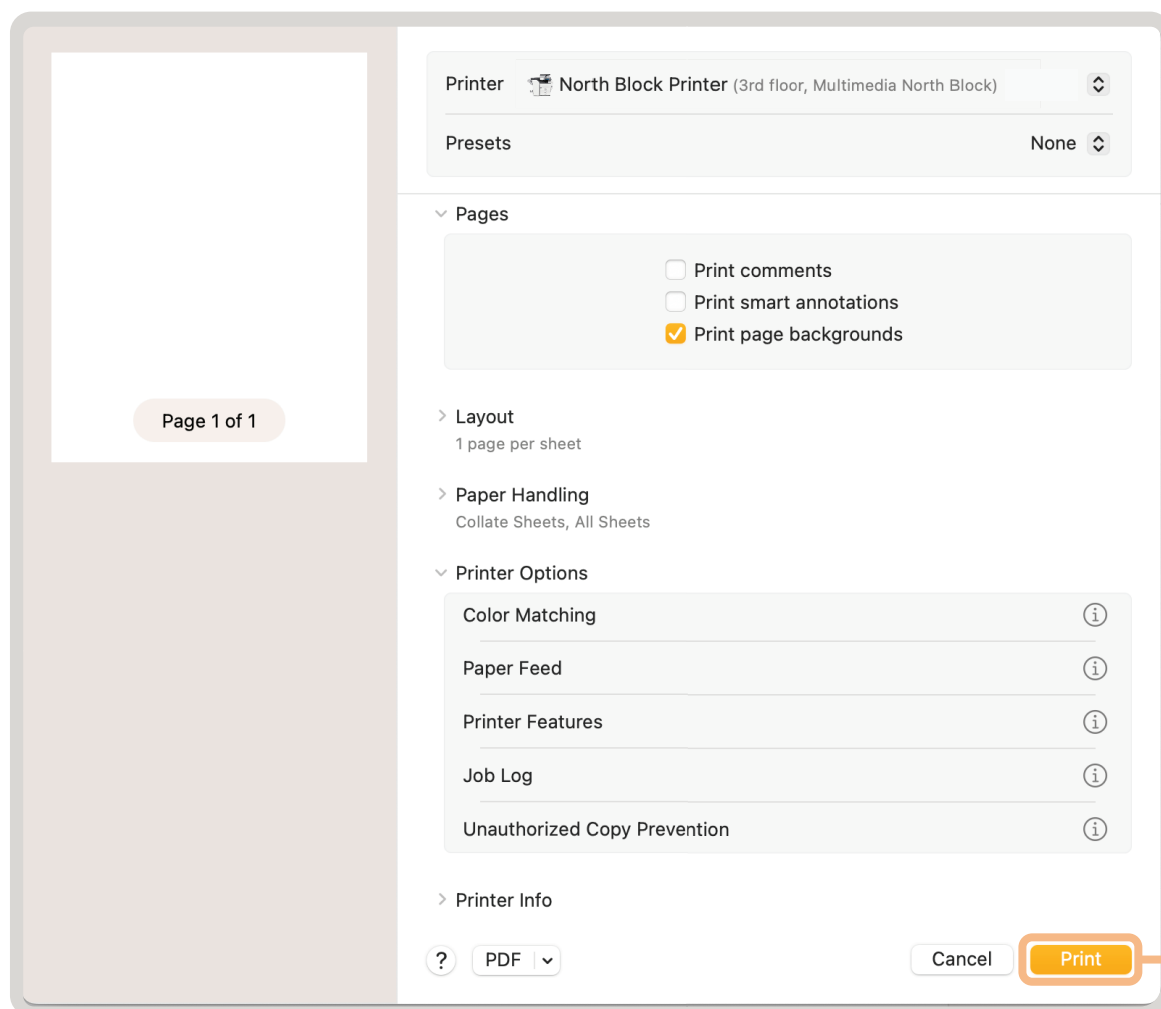 Printer North Block Printer (3rd floor, Multimedia North Block)
Presets None
Pages
Print comments
Print smart annotations
Print page backgrounds
Page 1 of 1
Layout
1 page per sheet
Paper Handling
Collate Sheets, All Sheets
Printer Options
Color Matching
Paper Feed
Printer Features
Job Log
Unauthorized Copy Prevention
Printer Info
? PDF Cancel Print